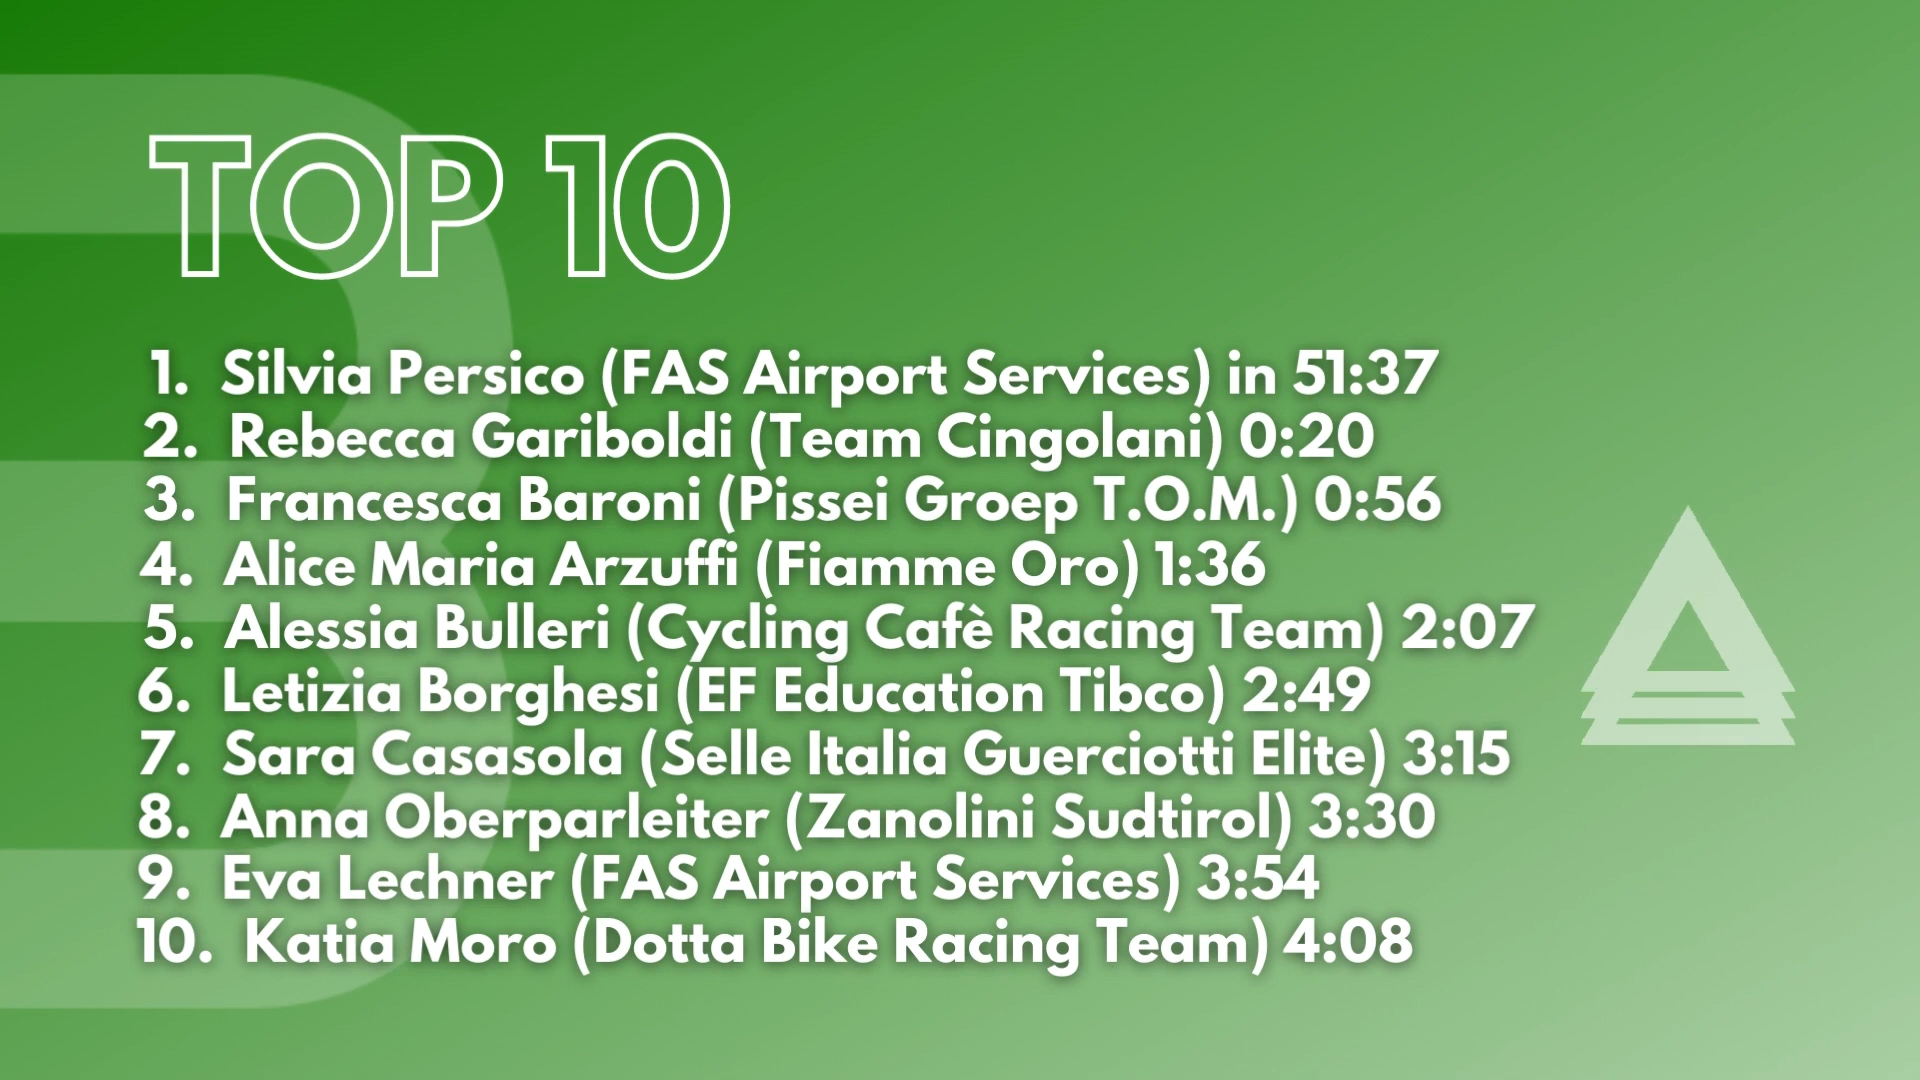 TOP 10
1. Silvia Persico (FAS Airport Services) in 51:37
2. Rebecca Gariboldi (Team Cingolani) 0:20
3. Francesca Baroni (Pissei Groep T.O.M.) 0:56
4. Alice Maria Arzuffi (Fiamme Oro) 1:36
5. Alessia Bulleri (Cycling Cafè Racing Team) 2:07
6. Letizia Borghesi (EF Education Tibco) 2:49
7. Sara Casasola (Selle Italia Guerciotti Elite) 3:15
8. Anna Oberparleiter (Zanolini Sudtirol) 3:30
9. Eva Lechner (FAS Airport Services) 3:54
10. Katia Moro (Dotta Bike Racing Team) 4:08